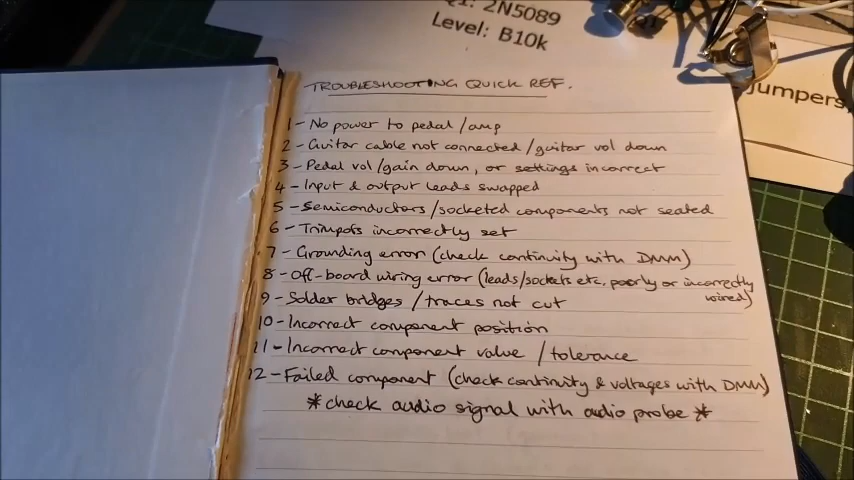 Q1: 2N5089
Level: B10k
Jumpers
TROUBLESHOOTING QUICK REF.
1 - No power to pedal/amp
2 - Guitar cable not connected/guitar vol down
3 - Pedal vol/gain down, or settings incorrect
4 - Input & output leads swapped
5 - Semiconductors/socketed components not seated
6 - Trimpots incorrectly set
7 - Grounding error (check continuity with DMM)
8 - Off-board wiring error (leads/sockets etc, poorly or incorrectly
wired)
9 - Solder bridges/traces not cut
10 - Incorrect component position
11 - Incorrect component value/tolerance
12 - Failed component (check continuity & voltages with DMM)
*check audio signal with audio probe*